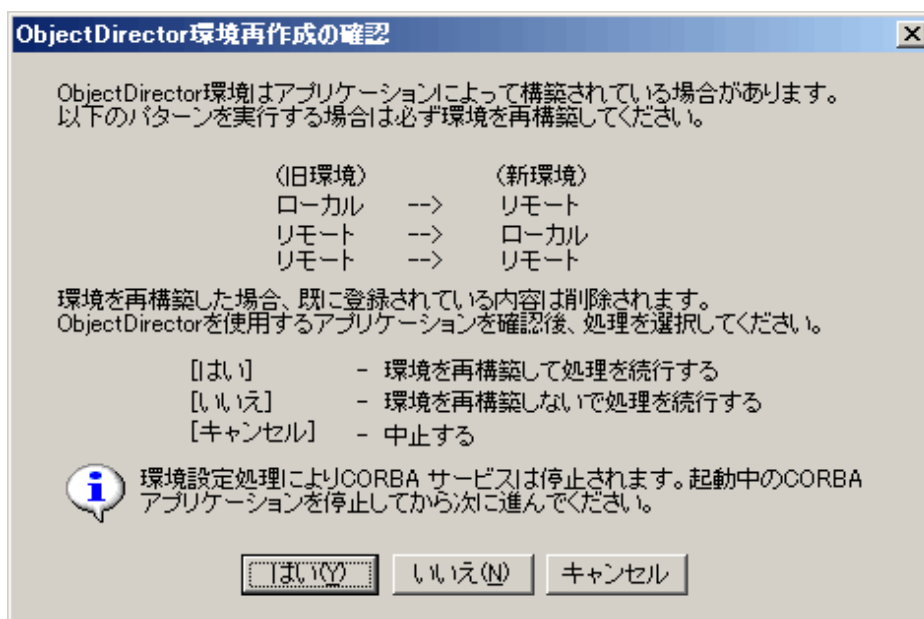 ObjectDirector環境再作成の確認
ObjectDirector環境はアプリケーションによって構築されている場合があります。
以下のパターンを実行する場合は必ず環境を再構築してください。
(旧環境) (新環境)
ローカル --> リモート
リモート --> ローカル
リモート --> リモート
環境を再構築した場合、既に登録されている内容は削除されます。
ObjectDirectorを使用するアプリケーションを確認後、処理を選択してください。
[はい] - 環境を再構築して処理を続行する
[いいえ] - 環境を再構築しないで処理を続行する
[キャンセル] - 中止する
環境設定処理によりCORBA サービスは停止されます。起動中のCORBA
アプリケーションを停止してから次に進んでください。
はい(Y) いいえ(N) キャンセル